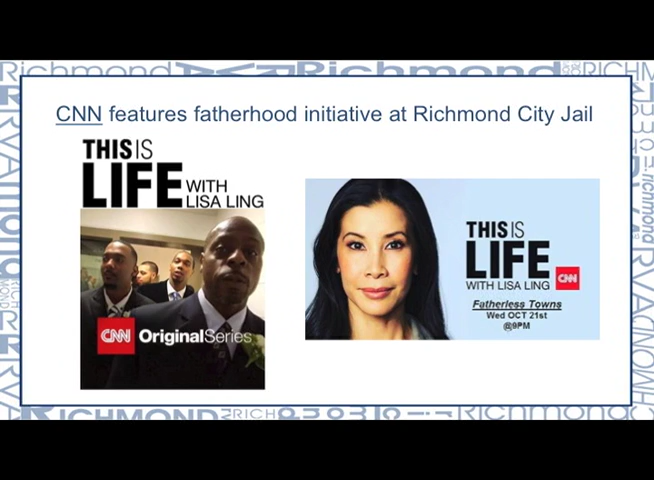 CNN features fatherhood initiative at Richmond City Jail
THIS IS
LIFE WITH
LISA LING
CNN Original Series
THIS IS
LIFE
WITH LISA LING CNN
Fatherless Towns
Wed OCT 21st
@9PM
RICHMOND